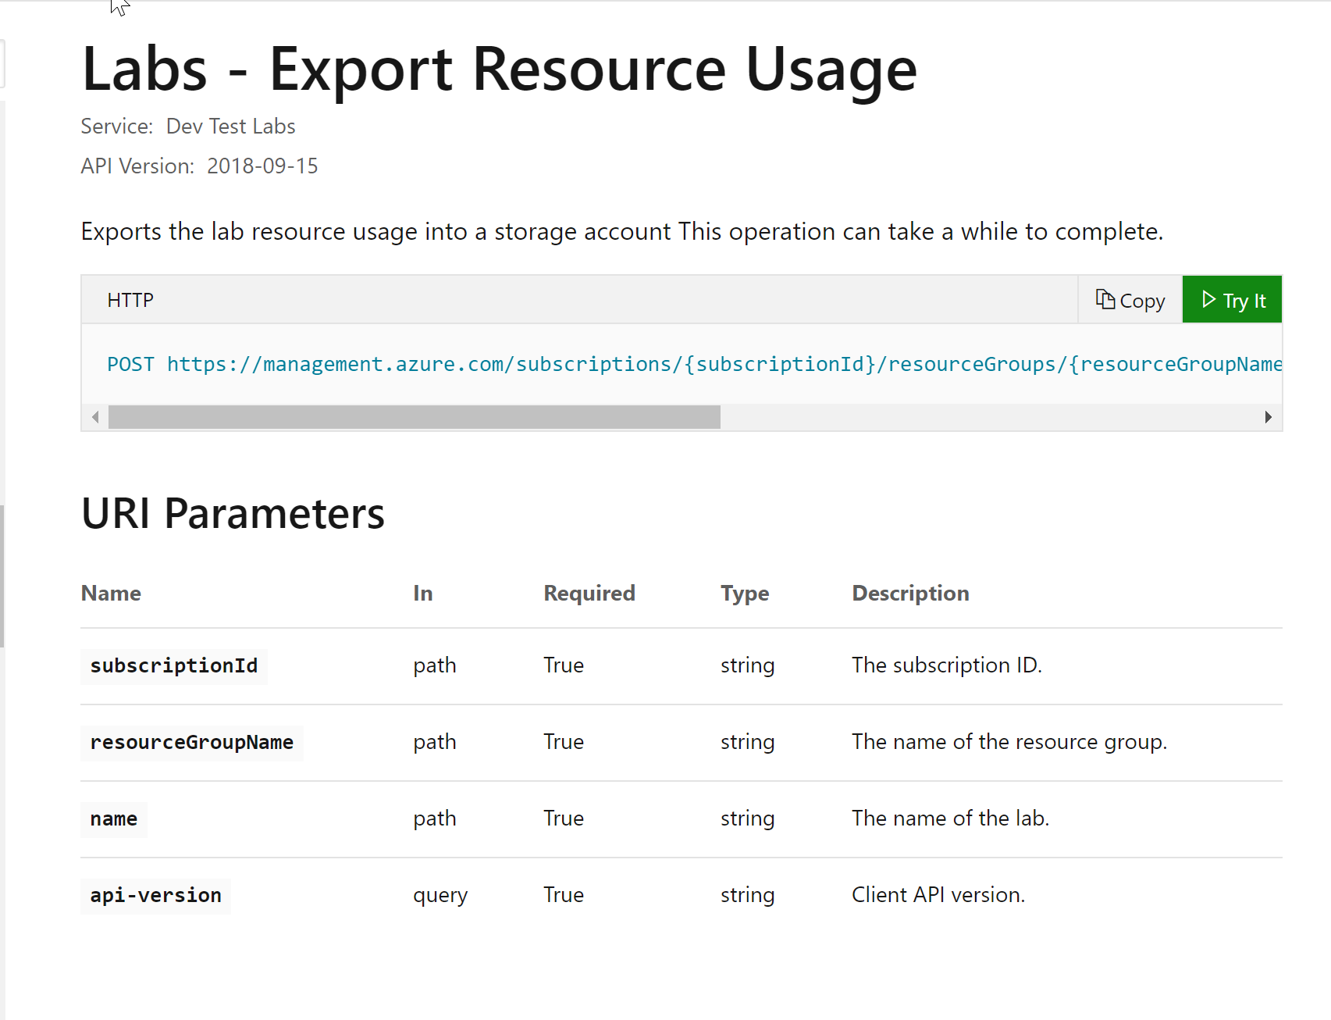 Labs - Export Resource Usage
Service: Dev Test Labs
API Version: 2018-09-15
Exports the lab resource usage into a storage account This operation can take a while to complete.
HTTP Copy Try It
POST https://management.azure.com/subscriptions/{subscriptionId}/resourceGroups/{resourceGroupName
URI Parameters
Name In Required Type Description
subscriptionId path True string The subscription ID.
resourceGroupName path True string The name of the resource group.
name path True string The name of the lab.
api-version query True string Client API version.